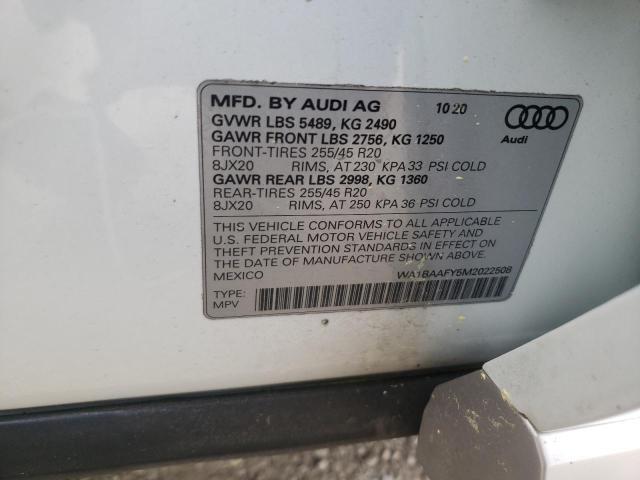 MFD. BY AUDI AG 10 20
GVWR LBS 5489, KG 2490
GAWR FRONT LBS 2756, KG 1250
Audi
FRONT-TIRES 255/45 R20
8JX20 RIMS, AT 230 KPA 33 PSI COLD
GAWR REAR LBS 2998, KG 1360
REAR-TIRES 255/45 R20
8JX20 RIMS, AT 250 KPA 36 PSI COLD
THIS VEHICLE CONFORMS TO ALL APPLICABLE
U.S. FEDERAL MOTOR VEHICLE SAFETY AND
THEFT PREVENTION STANDARDS IN EFFECT ON
THE DATE OF MANUFACTURE SHOWN ABOVE.
MEXICO WA1BAAFY5M2022508
TYPE:
MPV